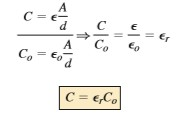 C = ϵ A/d
C_o = ϵ_o A/d
⇒ C/C_o = ϵ/ϵ_o = ϵ_r
C = ϵ_r C_o